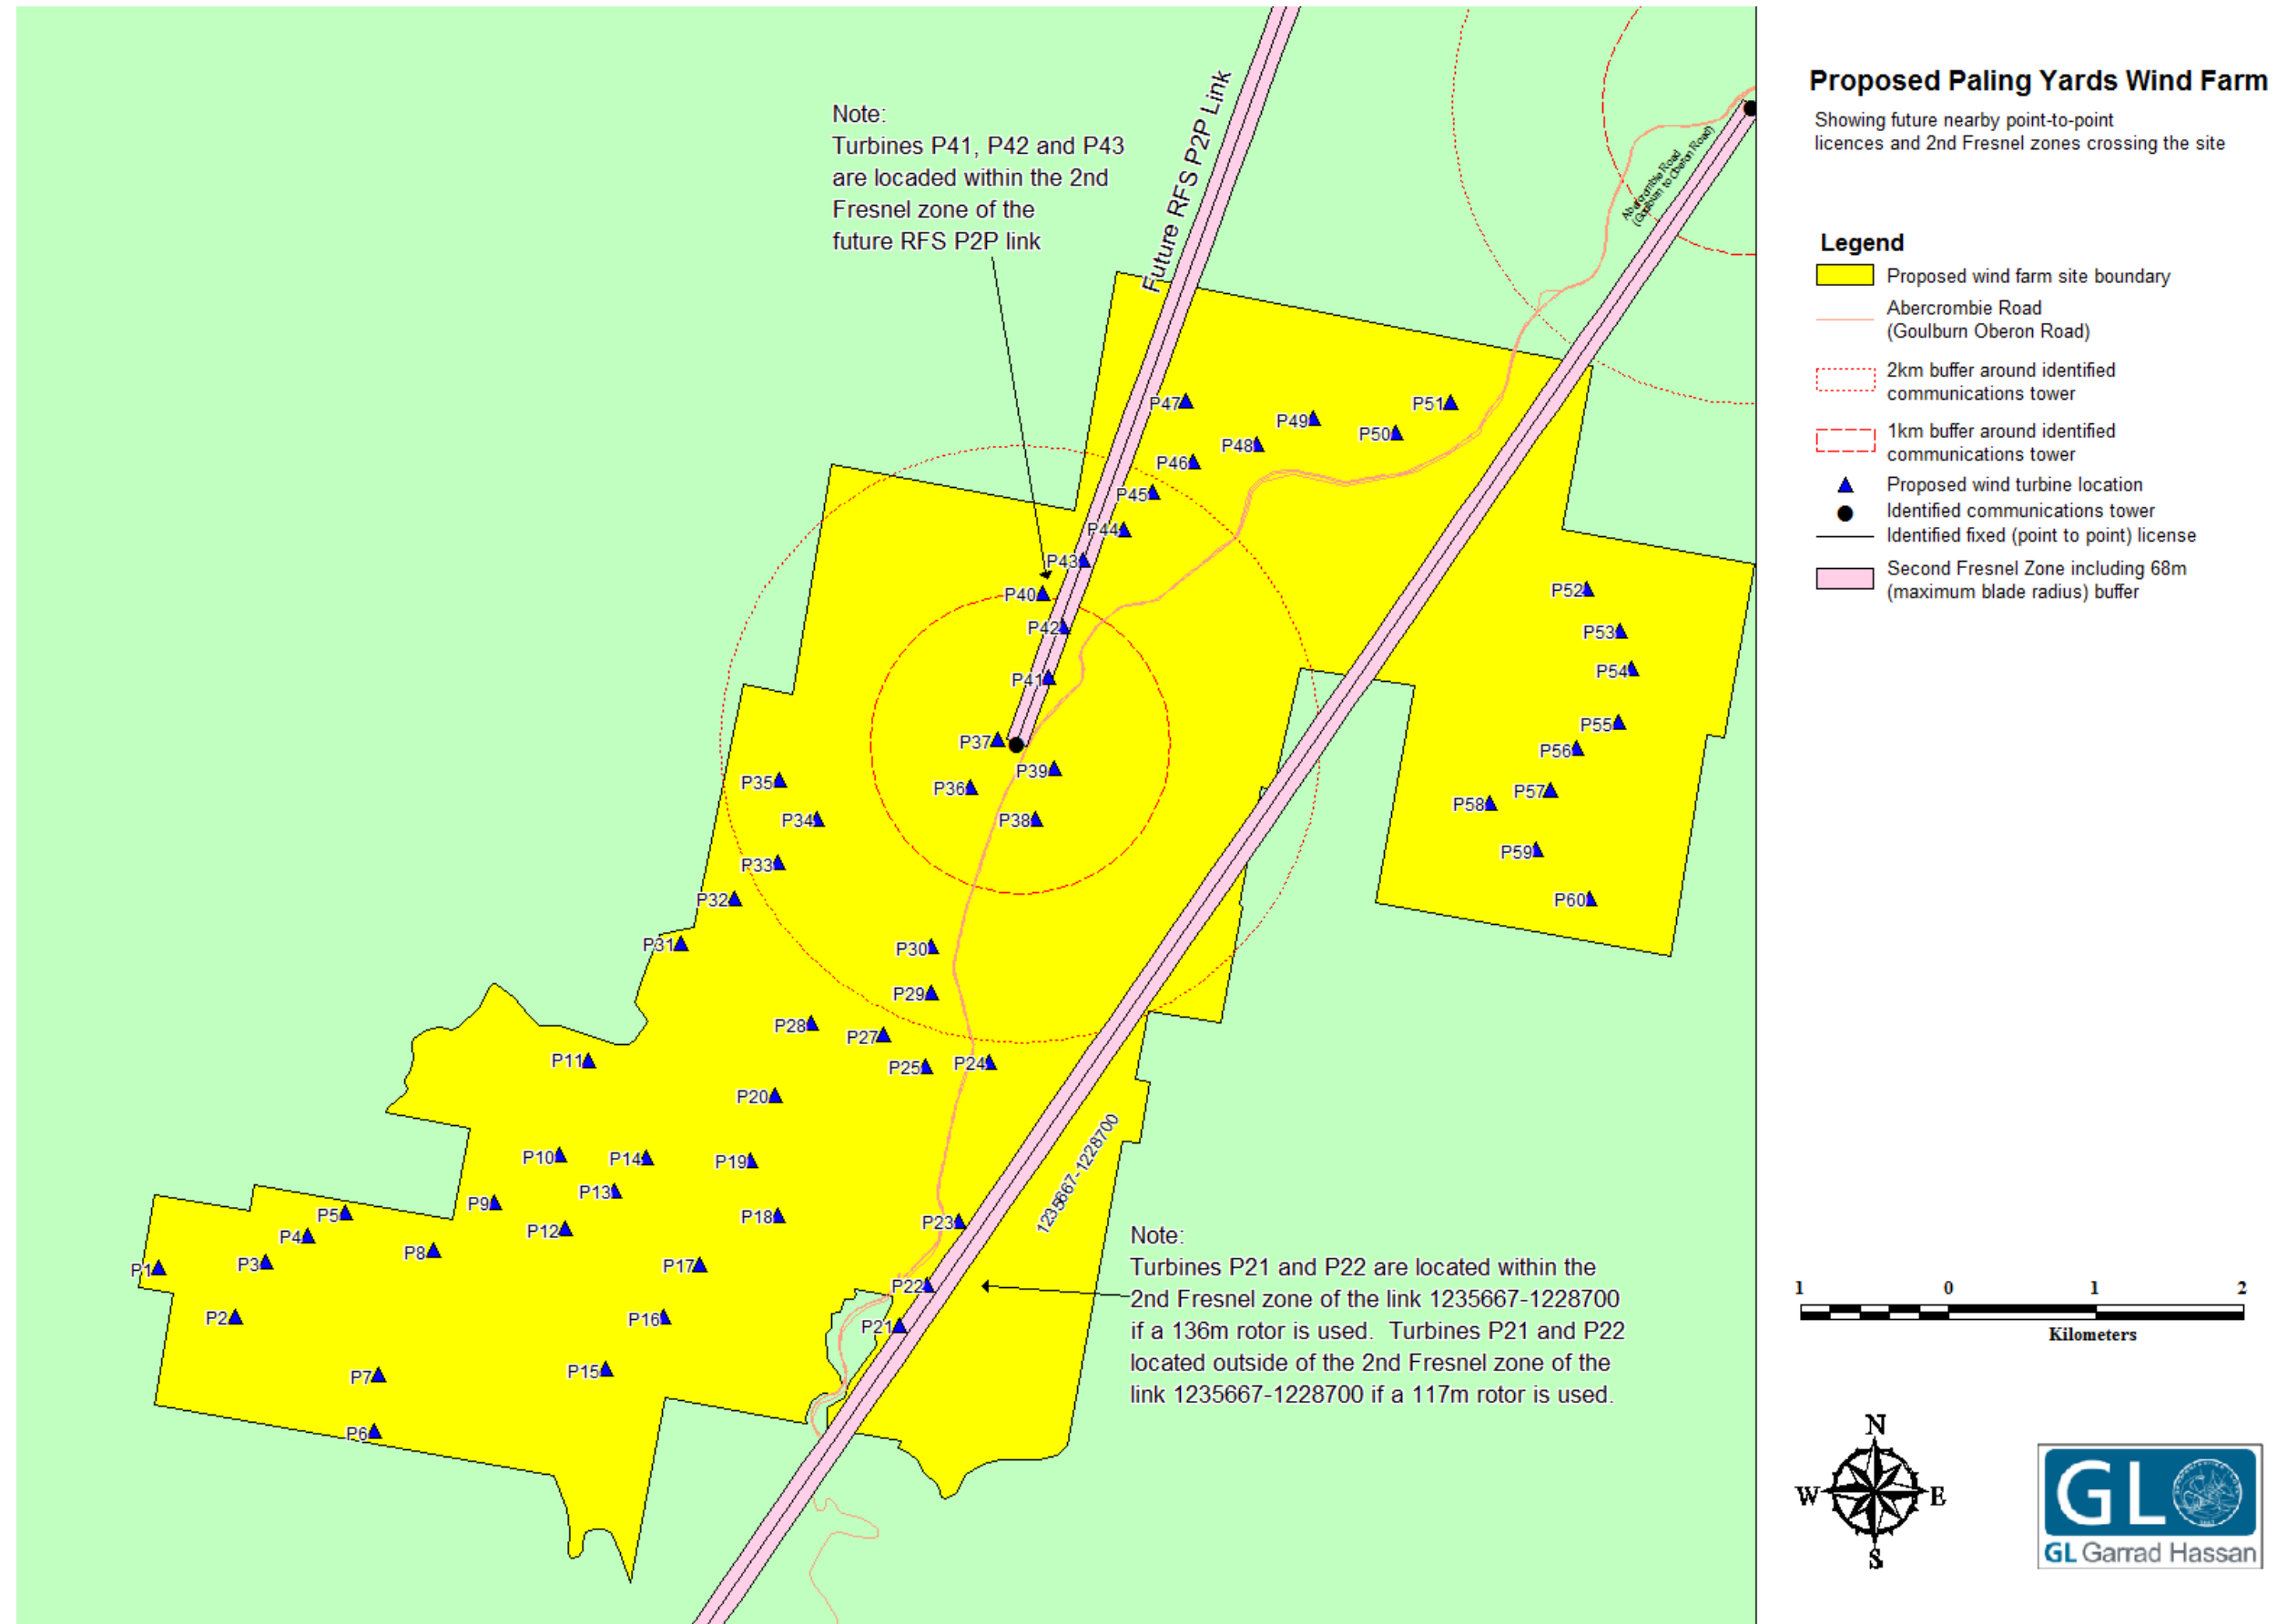 Proposed Paling Yards Wind Farm
Showing future nearby point-to-point
licences and 2nd Fresnel zones crossing the site
Legend
Proposed wind farm site boundary
Abercrombie Road
(Goulburn Oberon Road)
2km buffer around identified
communications tower
1km buffer around identified
communications tower
Proposed wind turbine location
Identified communications tower
Identified fixed (point to point) license
Second Fresnel Zone including 68m
(maximum blade radius) buffer
Note:
Turbines P41, P42 and P43
are locaded within the 2nd
Fresnel zone of the
future RFS P2P link
Future RFS P2P Link
Abercrombie Road
(Goulburn to Oberon Road)
P47
P49
P51
P48
P50
P46
P45
P44
P43
P40
P42
P41
P37
P39
P36
P38
P35
P34
P33
P32
P31
P30
P29
P28
P27
P25
P24
P52
P53
P54
P55
P56
P57
P58
P59
P60
P11
P20
P10
P14
P19
P13
P9
P12
P18
P5
P4
P8
P3
P1
P2
P17
P16
P15
P7
P6
P23
P22
P21
1235667-1228700
Note:
Turbines P21 and P22 are located within the
2nd Fresnel zone of the link 1235667-1228700
if a 136m rotor is used. Turbines P21 and P22
located outside of the 2nd Fresnel zone of the
link 1235667-1228700 if a 117m rotor is used.
1 0 1 2
Kilometers
N
W E
S
GL
GL Garrad Hassan